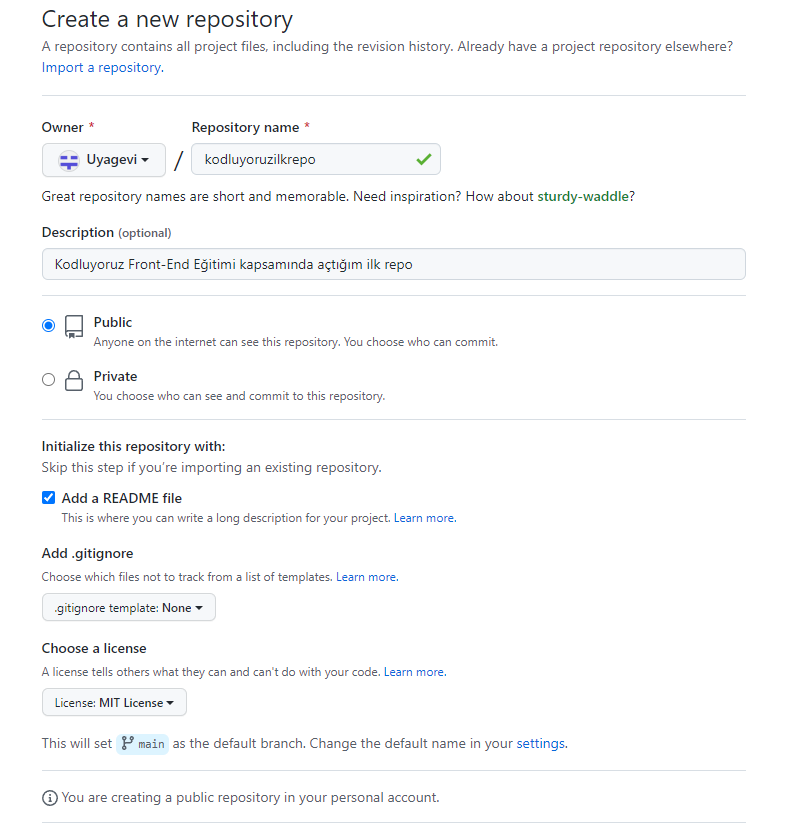 Create a new repository
A repository contains all project files, including the revision history. Already have a project repository elsewhere?
Import a repository.
Owner * Repository name *
Uyagevi / kodluyoruzilkrepo
Great repository names are short and memorable. Need inspiration? How about sturdy-waddle?
Description (optional)
Kodluyoruz Front-End Eğitimi kapsamında açtığım ilk repo
Public
Anyone on the internet can see this repository. You choose who can commit.
Private
You choose who can see and commit to this repository.
Initialize this repository with:
Skip this step if you're importing an existing repository.
Add a README file
This is where you can write a long description for your project. Learn more.
Add .gitignore
Choose which files not to track from a list of templates. Learn more.
.gitignore template: None
Choose a license
A license tells others what they can and can't do with your code. Learn more.
License: MIT License
This will set main as the default branch. Change the default name in your settings.
You are creating a public repository in your personal account.